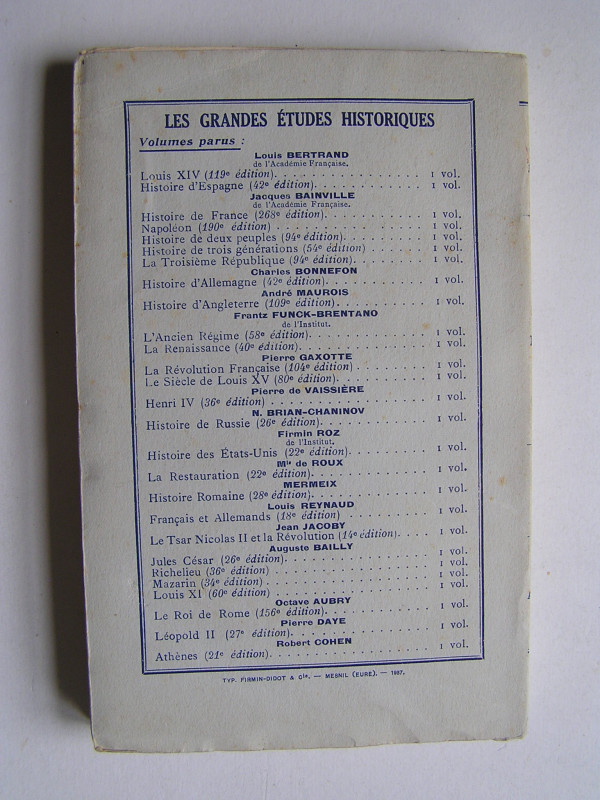 LES GRANDES ÉTUDES HISTORIQUES
Volumes parus :
Louis BERTRAND
de l'Académie Française.
Louis XIV (119e édition). . . . . . . . . . . . . . . . 1 vol.
Histoire d'Espagne (42e édition). . . . . . . . . . . . 1 vol.
Jacques BAINVILLE
de l'Académie Française.
Histoire de France (268e édition). . . . . . . . . . . 1 vol.
Napoléon (190e édition) . . . . . . . . . . . . . . . . 1 vol.
Histoire de deux peuples (94e édition). . . . . . . . . 1 vol.
Histoire de trois générations (54e édition) . . . . . . 1 vol.
La Troisième République (94e édition). . . . . . . . . 1 vol.
Charles BONNEFON
Histoire d'Allemagne (42e édition). . . . . . . . . . . 1 vol.
André MAUROIS
Histoire d'Angleterre (109e édition). . . . . . . . . . 1 vol.
Frantz FUNCK-BRENTANO
de l'Institut.
L'Ancien Régime (58e édition). . . . . . . . . . . . . 1 vol.
La Renaissance (40e édition). . . . . . . . . . . . . . 1 vol.
Pierre GAXOTTE
La Révolution Française (104e édition) . . . . . . . . 1 vol.
Le Siècle de Louis XV (80e édition). . . . . . . . . . 1 vol.
Pierre de VAISSIÈRE
Henri IV (36e édition) . . . . . . . . . . . . . . . . 1 vol.
N. BRIAN-CHANINOV
Histoire de Russie (26e édition). . . . . . . . . . . . 1 vol.
Firmin ROZ
de l'Institut.
Histoire des États-Unis (22e édition). . . . . . . . . 1 vol.
Mis de ROUX
La Restauration (22e édition). . . . . . . . . . . . . 1 vol.
MERMEIX
Histoire Romaine (28e édition). . . . . . . . . . . . . 1 vol.
Louis REYNAUD
Français et Allemands (18e édition) . . . . . . . . . . 1 vol.
Jean JACOBY
Le Tsar Nicolas II et la Révolution (14e édition). . . . 1 vol.
Auguste BAILLY
Jules César (26e édition). . . . . . . . . . . . . . . 1 vol.
Richelieu (36e édition) . . . . . . . . . . . . . . . . 1 vol.
Mazarin (34e édition) . . . . . . . . . . . . . . . . . 1 vol.
Louis XI (60e édition) . . . . . . . . . . . . . . . . 1 vol.
Octave AUBRY
Le Roi de Rome (156e édition) . . . . . . . . . . . . . 1 vol.
Pierre DAYE
Léopold II (27e édition). . . . . . . . . . . . . . . . 1 vol.
Robert COHEN
Athènes (21e édition). . . . . . . . . . . . . . . . . 1 vol.
TYP. FIRMIN-DIDOT & Cie. — MESNIL (EURE). — 1937.